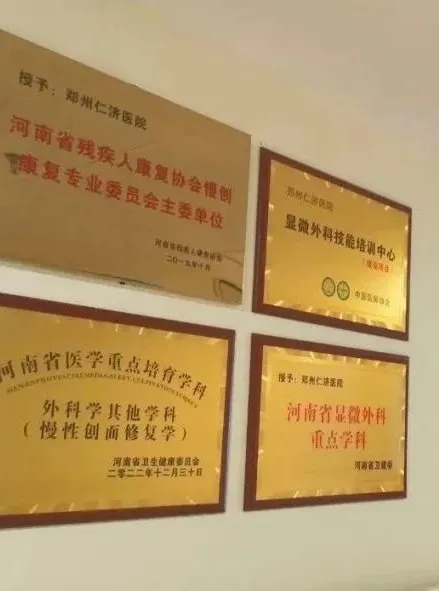 授予：郑州仁济医院
河南省残疾人康复协会慢创
康复专业委员会主委单位
河南省残疾人康复协会
二〇一九年十月
郑州仁济医院
显微外科技能培训中心
中国医师协会
河南省医学重点培育学科
外科学其他学科
（慢性创面修复学）
河南省卫生健康委员会
二零二二年十二月三十日
授予：郑州仁济医院
河南省显微外科
重点学科
河南省卫健委